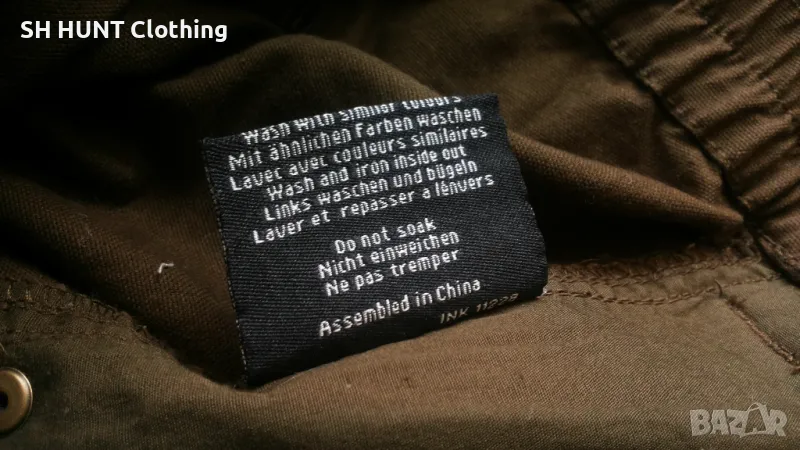 SH HUNT Clothing
Wash with similar colours
Mit ähnlichen Farben waschen
Lavec avec couleurs similaires
Wash and iron inside out
Links waschen und bügeln
Laver et repasser a lénvers
Do not soak
Nicht einweichen
Ne pas tremper
Assembled in China
INK
BAZAR